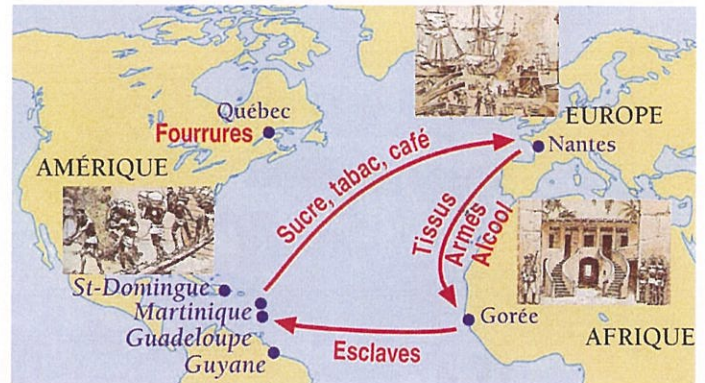 Québec
Fourrures
AMÉRIQUE
EUROPE
Nantes
Sucre, tabac, café
Tissus
Armes
Alcool
St-Domingue
Martinique
Guadeloupe
Guyane
Gorée
AFRIQUE
Esclaves